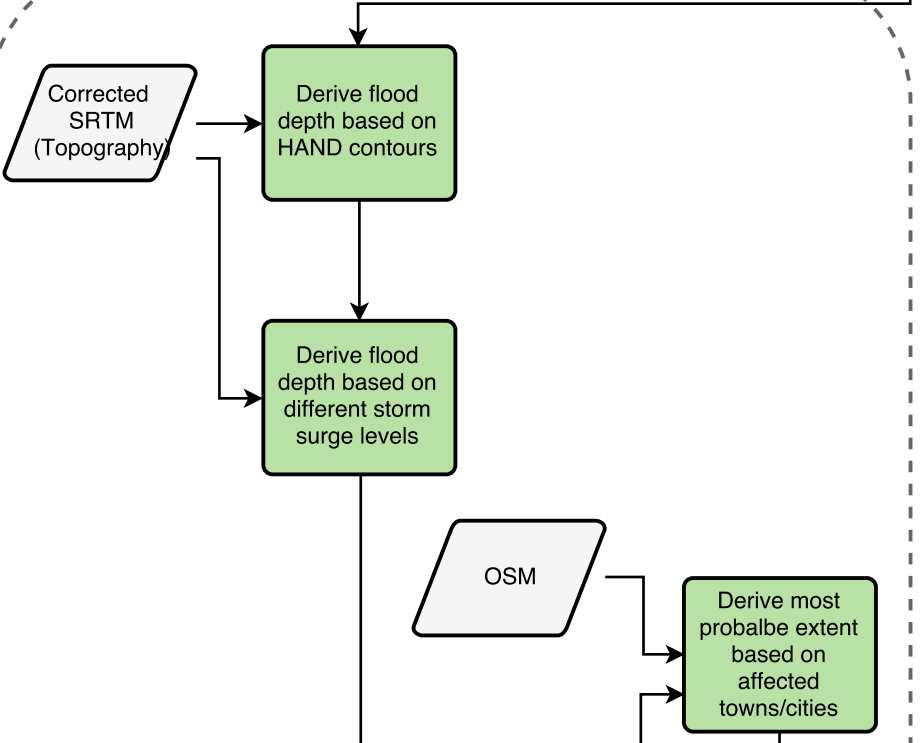 Corrected
SRTM
(Topography)
Derive flood
depth based on
HAND contours
Derive flood
depth based on
different storm
surge levels
OSM
Derive most
probalbe extent
based on
affected
towns/cities